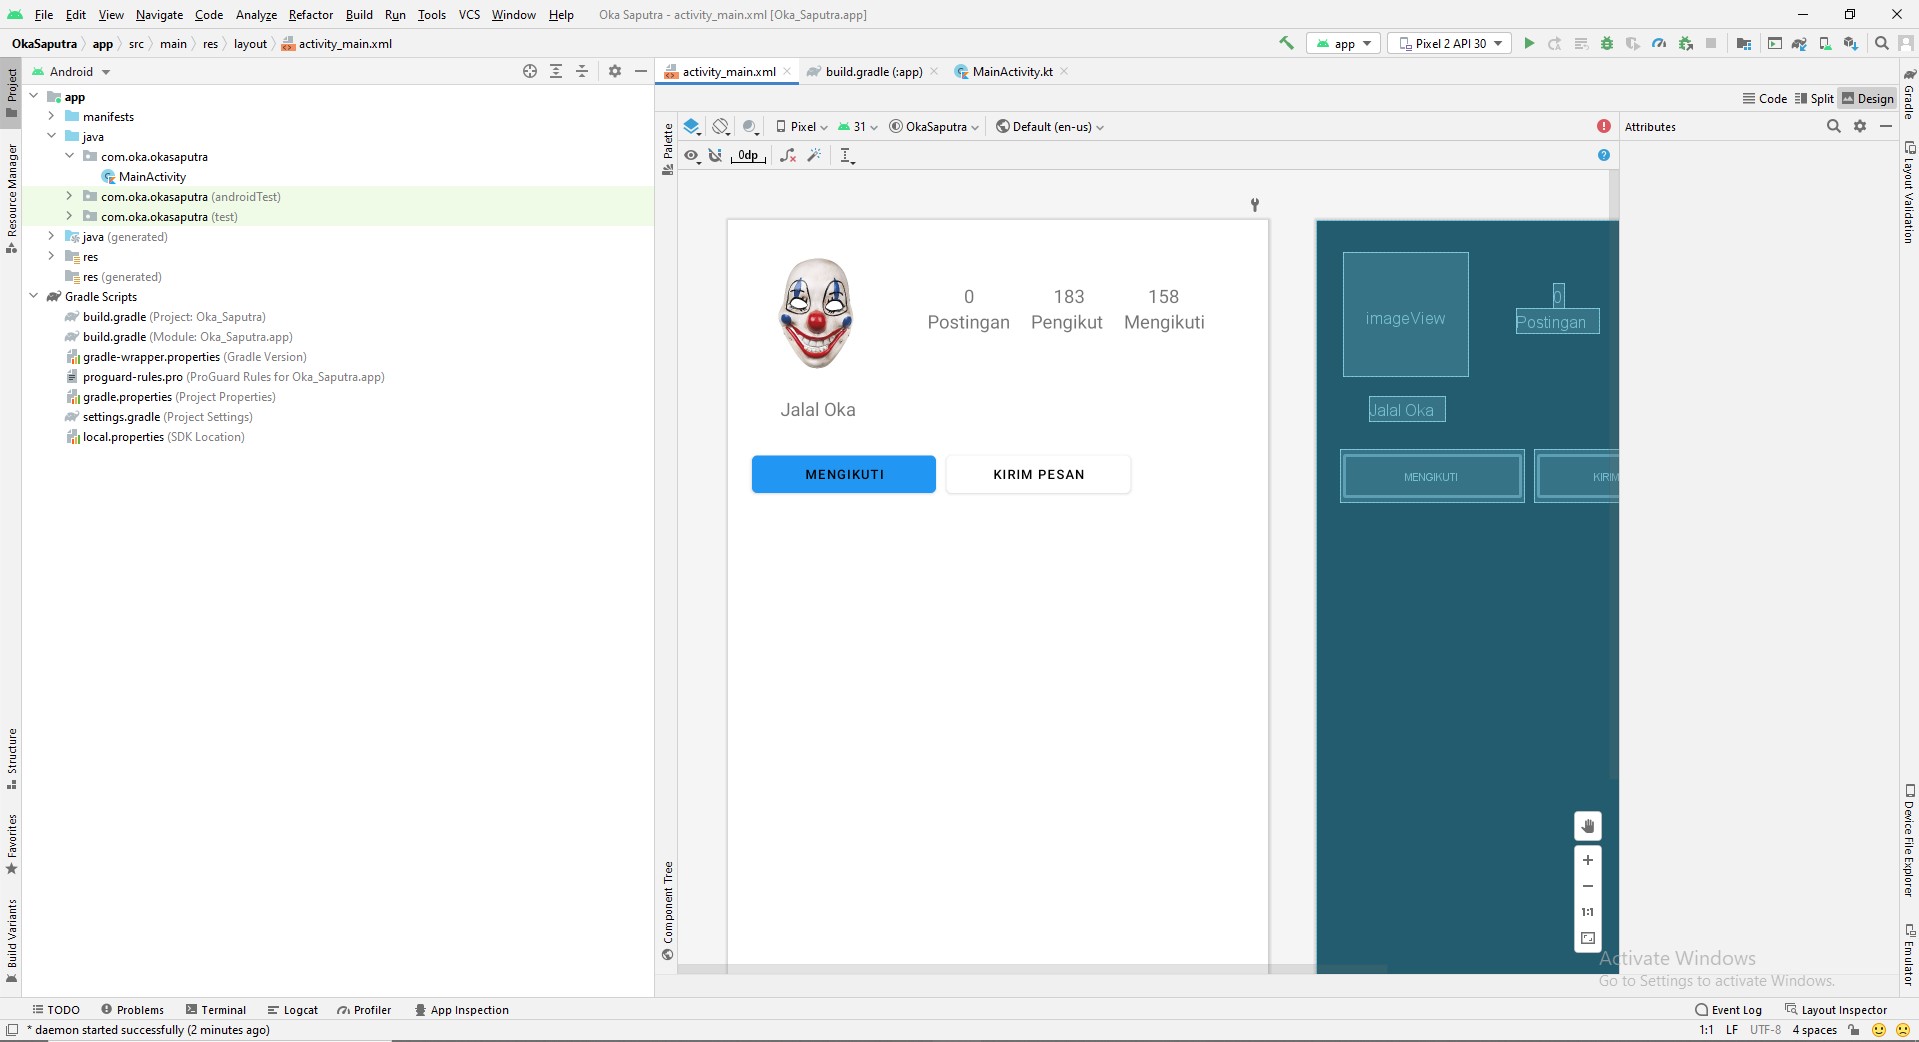 File Edit View Navigate Code Analyze Refactor Build Run Tools VCS Window Help Oka Saputra - activity_main.xml [Oka_Saputra.app]
OkaSaputra app src main res layout activity_main.xml app Pixel 2 API 30
Android
activity_main.xml build.gradle (:app) MainActivity.kt
Code Split Design
Pixel 31 OkaSaputra Default (en-us)
Attributes
0dp
Project
Resource Manager
Structure
Favorites
Build Variants
app
manifests
java
com.oka.okasaputra
MainActivity
com.oka.okasaputra (androidTest)
com.oka.okasaputra (test)
java (generated)
res
res (generated)
Gradle Scripts
build.gradle (Project: Oka_Saputra)
build.gradle (Module: Oka_Saputra.app)
gradle-wrapper.properties (Gradle Version)
proguard-rules.pro (ProGuard Rules for Oka_Saputra.app)
gradle.properties (Project Properties)
settings.gradle (Project Settings)
local.properties (SDK Location)
Palette
Component Tree
0 183 158
Postingan Pengikut Mengikuti
Jalal Oka
MENGIKUTI KIRIM PESAN
imageView
0
Postingan
Jalal Oka
MENGIKUTI KIRIM
1:1
Gradle
Layout Validation
Device File Explorer
Emulator
Activate Windows
Go to Settings to activate Windows.
TODO Problems Terminal Logcat Profiler App Inspection Event Log Layout Inspector
* daemon started successfully (2 minutes ago) 1:1 LF UTF-8 4 spaces